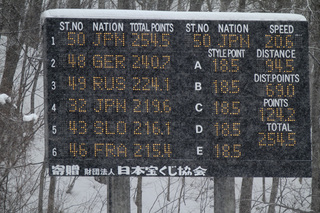 ST.NO NATION TOTAL POINTS ST.NO NATION SPEED
1 50 JPN 254.5 50 JPN 20.6
STYLE POINT DISTANCE
2 48 GER 240.7 A 18.5 94.5
DIST.POINTS
3 49 RUS 224.1 B 18.5 69.0
POINTS
4 32 JPN 219.6 C 18.5 124.2
TOTAL
5 43 SLO 216.1 D 18.5 254.5
6 46 FRA 215.4 E 18.5
寄贈 財団法人 日本宝くじ協会